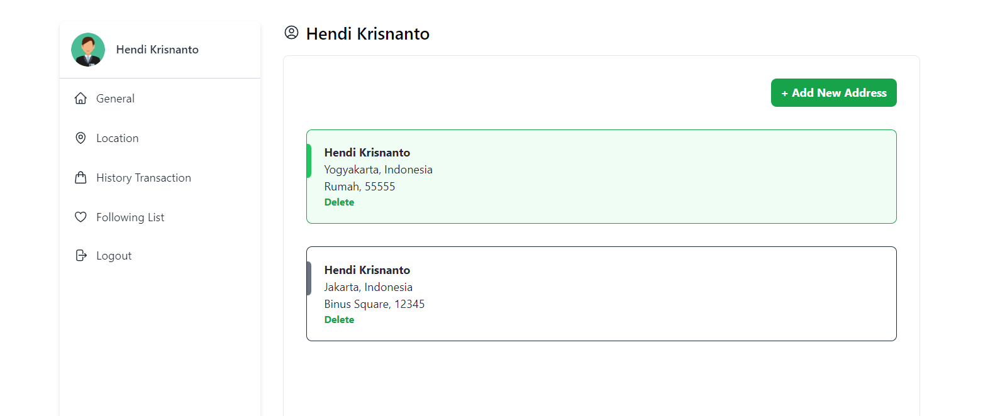 Hendi Krisnanto
General
Location
History Transaction
Following List
Logout
Hendi Krisnanto
+ Add New Address
Hendi Krisnanto
Yogyakarta, Indonesia
Rumah, 55555
Delete
Hendi Krisnanto
Jakarta, Indonesia
Binus Square, 12345
Delete